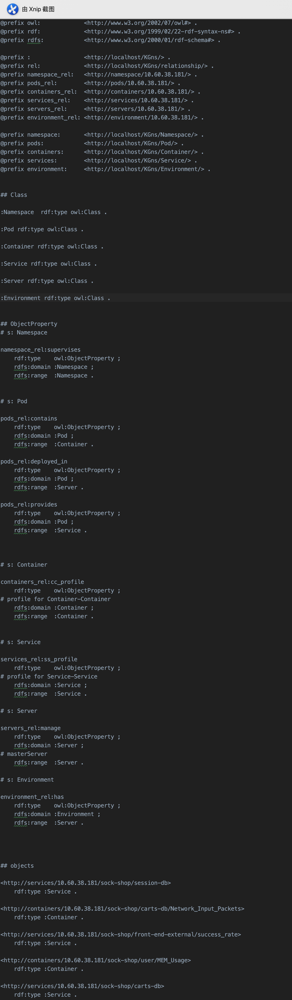 由 Xnip 截图
@prefix owl:             <http://www.w3.org/2002/07/owl#> .
@prefix rdf:             <http://www.w3.org/1999/02/22-rdf-syntax-ns#> .
@prefix rdfs:            <http://www.w3.org/2000/01/rdf-schema#> .
@prefix :                <http://localhost/KGns/> .
@prefix rel:             <http://localhost/KGns/relationship/> .
@prefix namespace_rel:   <http://namespace/10.60.38.181/> .
@prefix pods_rel:        <http://pods/10.60.38.181/> .
@prefix containers_rel:  <http://containers/10.60.38.181/> .
@prefix services_rel:    <http://services/10.60.38.181/> .
@prefix servers_rel:     <http://servers/10.60.38.181/> .
@prefix environment_rel: <http://environment/10.60.38.181/> .
@prefix namespace:       <http://localhost/KGns/Namespace/> .
@prefix pods:            <http://localhost/KGns/Pod/> .
@prefix containers:      <http://localhost/KGns/Container/> .
@prefix services:        <http://localhost/KGns/Service/> .
@prefix environment:     <http://localhost/KGns/Environment/> .
## Class
:Namespace  rdf:type owl:Class .
:Pod rdf:type owl:Class .
:Container rdf:type owl:Class .
:Service rdf:type owl:Class .
:Server rdf:type owl:Class .
:Environment rdf:type owl:Class .
## ObjectProperty
# s: Namespace
namespace_rel:supervises
    rdf:type    owl:ObjectProperty ;
    rdfs:domain :Namespace ;
    rdfs:range  :Namespace .
# s: Pod
pods_rel:contains
    rdf:type    owl:ObjectProperty ;
    rdfs:domain :Pod ;
    rdfs:range  :Container .
pods_rel:deployed_in
    rdf:type    owl:ObjectProperty ;
    rdfs:domain :Pod ;
    rdfs:range  :Server .
pods_rel:provides
    rdf:type    owl:ObjectProperty ;
    rdfs:domain :Pod ;
    rdfs:range  :Service .
# s: Container
containers_rel:cc_profile
    rdf:type    owl:ObjectProperty ;
# profile for Container-Container
    rdfs:domain :Container ;
    rdfs:range  :Container .
# s: Service
services_rel:ss_profile
    rdf:type    owl:ObjectProperty ;
# profile for Service-Service
    rdfs:domain :Service ;
    rdfs:range  :Service .
# s: Server
servers_rel:manage
    rdf:type    owl:ObjectProperty ;
    rdfs:domain :Server ;
# masterServer
    rdfs:range  :Server .
# s: Environment
environment_rel:has
    rdf:type    owl:ObjectProperty ;
    rdfs:domain :Environment ;
    rdfs:range  :Server .
## objects
<http://services/10.60.38.181/sock-shop/session-db>
    rdf:type :Service .
<http://containers/10.60.38.181/sock-shop/carts-db/Network_Input_Packets>
    rdf:type :Container .
<http://services/10.60.38.181/sock-shop/front-end-external/success_rate>
    rdf:type :Service .
<http://containers/10.60.38.181/sock-shop/user/MEM_Usage>
    rdf:type :Container .
<http://services/10.60.38.181/sock-shop/carts-db>
    rdf:type :Service .